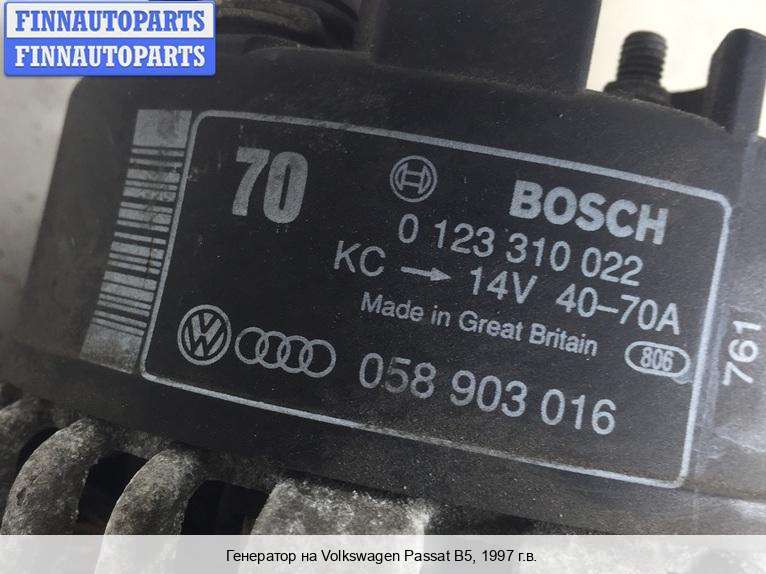 FINNAUTOPARTS
FINNAUTOPARTS
70
BOSCH
0 123 310 022
KC → 14V 40-70A
Made in Great Britain
806
761
VW
058 903 016
Генератор на Volkswagen Passat B5, 1997 г.в.